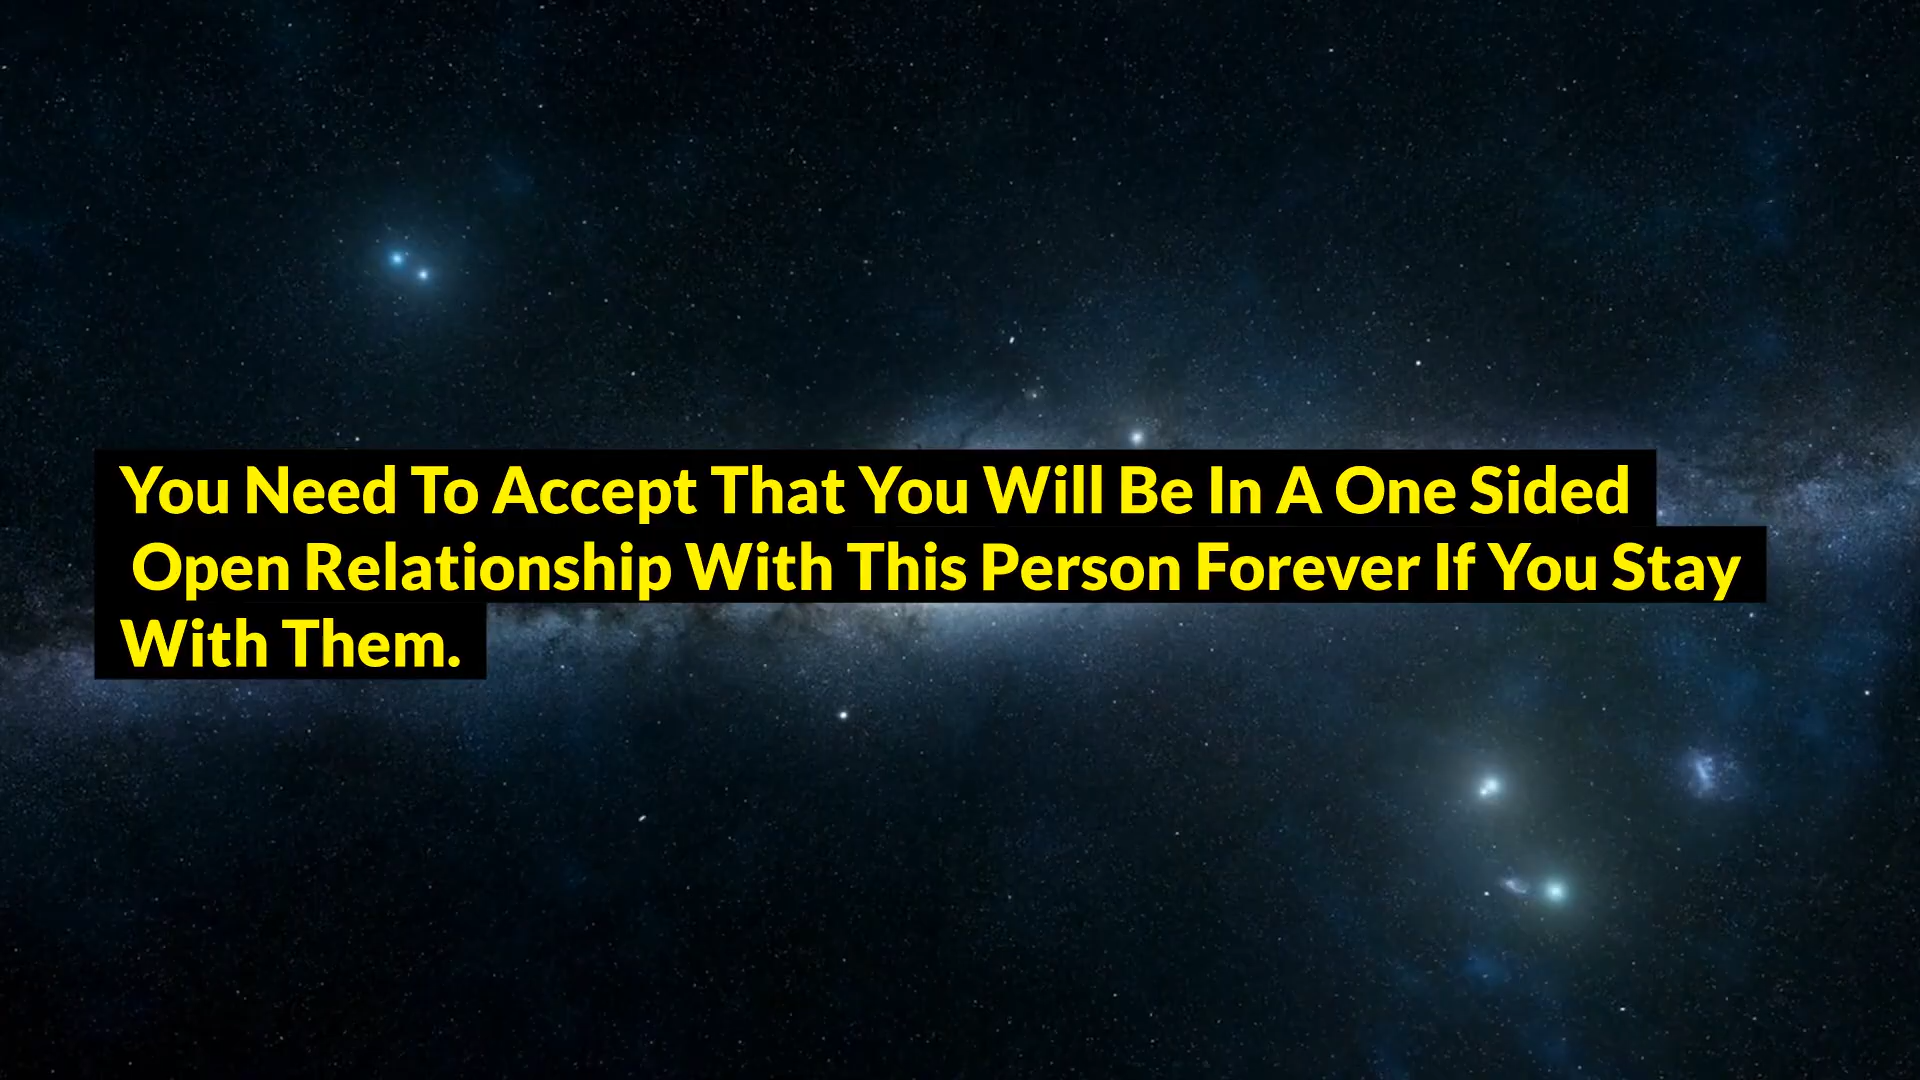 You Need To Accept That You Will Be In A One Sided
Open Relationship With This Person Forever If You Stay
With Them.